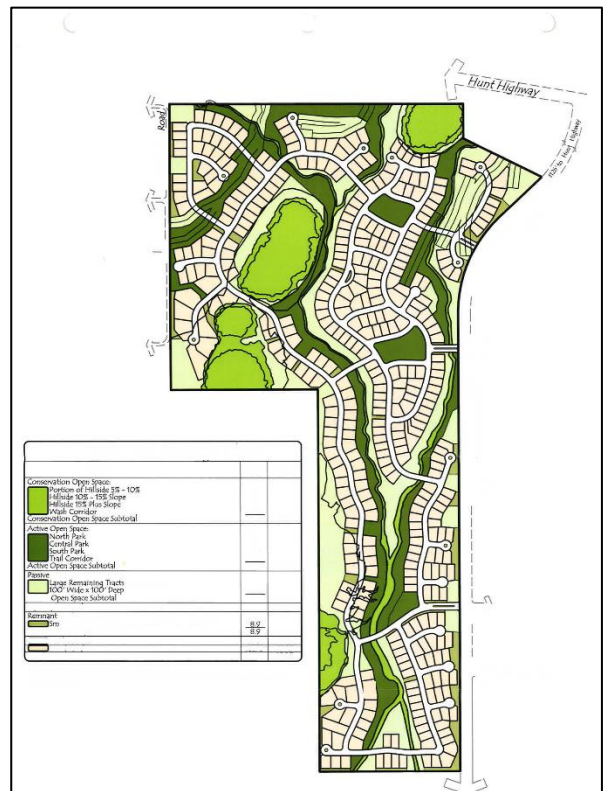 Hunt Highway
Road
to Hunt Highway
Conservation Open Space:
Portion of Hillside 5% - 10%
Hillside 10% - 15% Slope
Hillside 15% Plus Slope
Wash Corridor
Conservation Open Space Subtotal
Active Open Space:
North Park
Central Park
South Park
Trail Corridor
Active Open Space Subtotal
Passive
Large Remaining Tracts
100' Wide x 100' Deep
Open Space Subtotal
Remnant
Sm 8.9
8.9